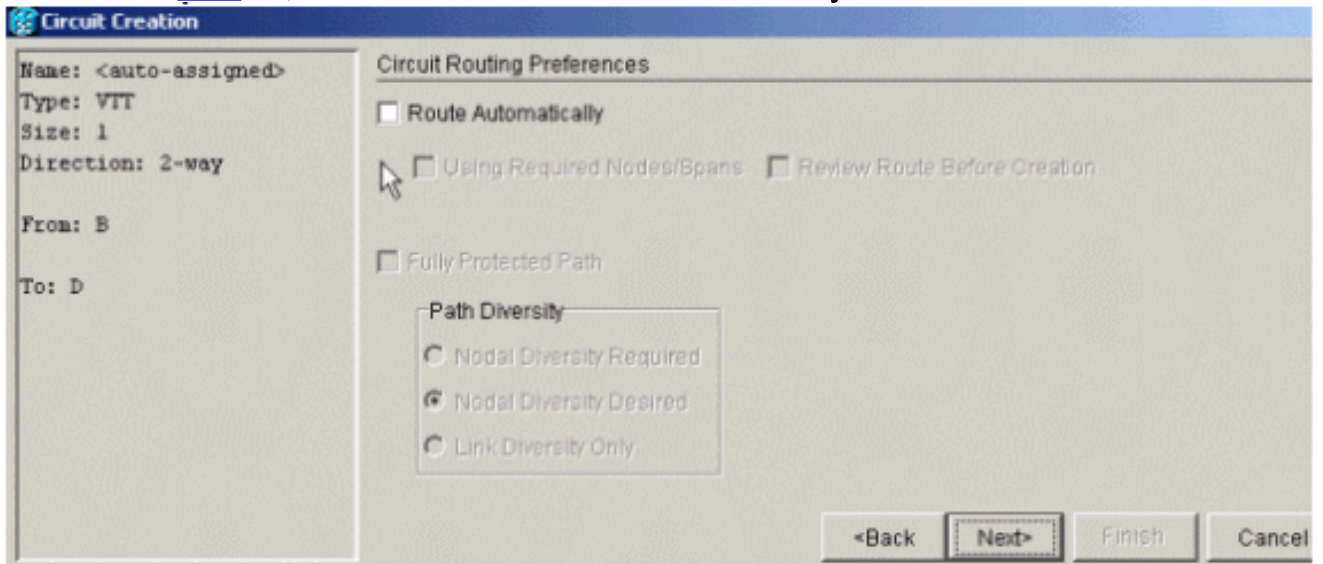 Circuit Creation
Name: <auto-assigned>
Type: VTT
Size: 1
Direction: 2-way
From: B
To: D
Circuit Routing Preferences
Route Automatically
Using Required Nodes/Spans Review Route Before Creation
Fully Protected Path
Path Diversity
Nodal Diversity Required
Nodal Diversity Desired
Link Diversity Only
<Back Next> Finish Cancel